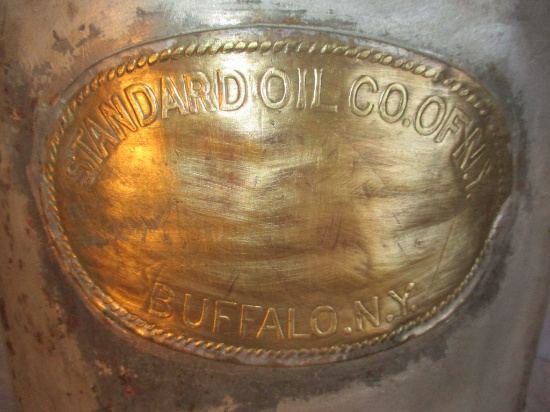 STANDARD OIL CO. OF N.Y.
BUFFALO. N.Y.